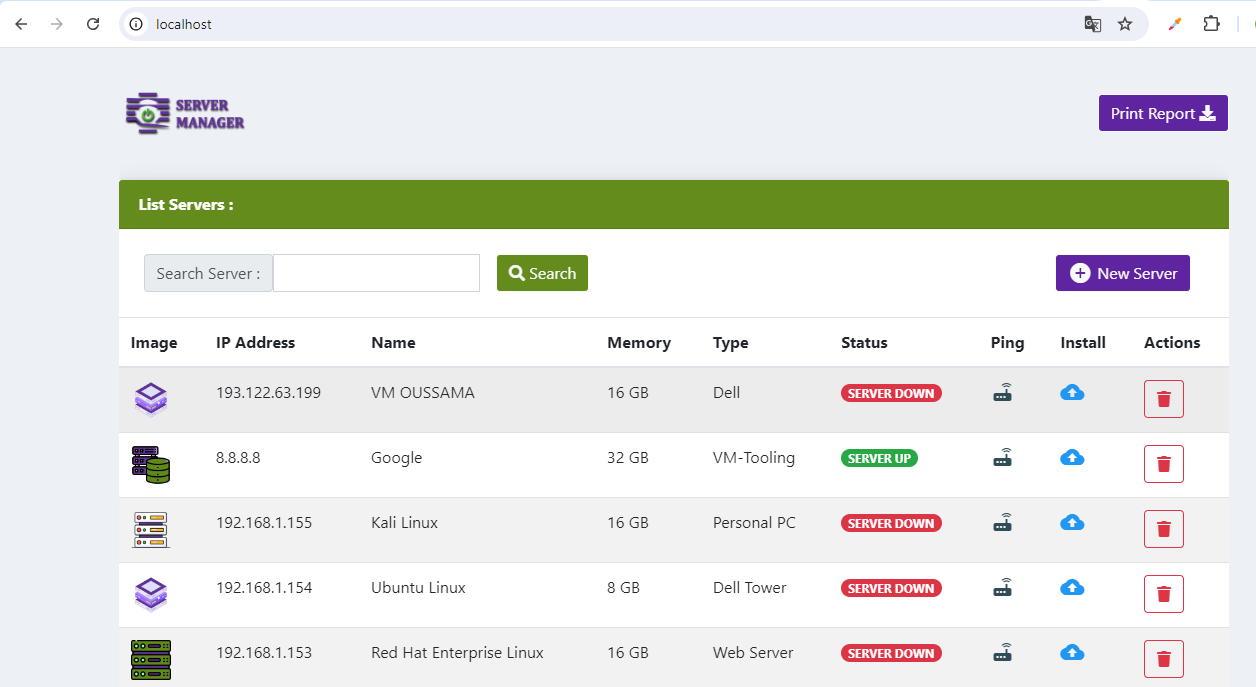 localhost
SERVER
MANAGER
Print Report
List Servers :
Search Server : Search New Server
Image IP Address Name Memory Type Status Ping Install Actions
193.122.63.199 VM OUSSAMA 16 GB Dell SERVER DOWN
8.8.8.8 Google 32 GB VM-Tooling SERVER UP
192.168.1.155 Kali Linux 16 GB Personal PC SERVER DOWN
192.168.1.154 Ubuntu Linux 8 GB Dell Tower SERVER DOWN
192.168.1.153 Red Hat Enterprise Linux 16 GB Web Server SERVER DOWN